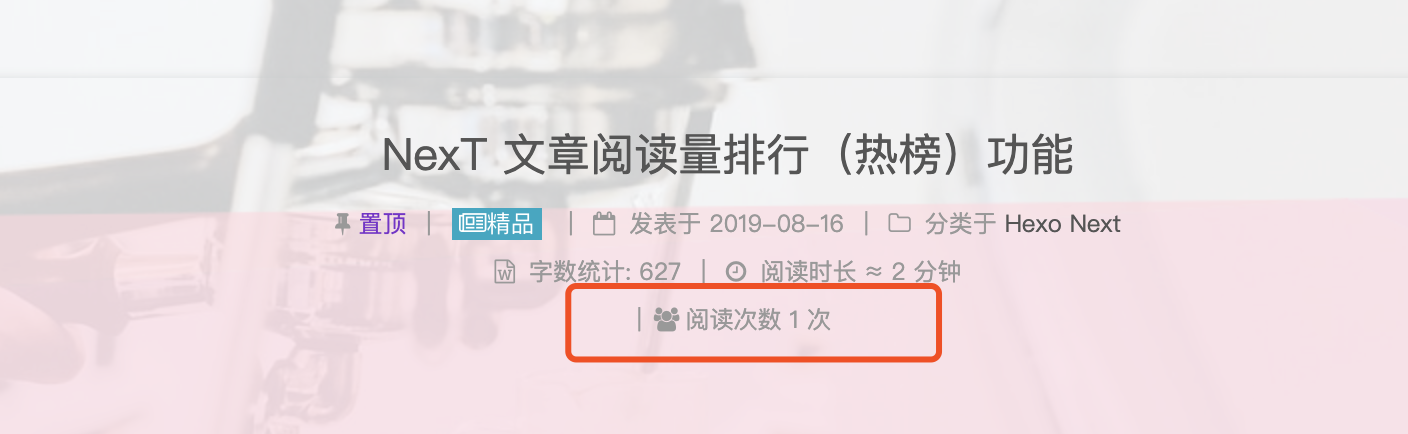 NexT 文章阅读量排行（热榜）功能
置顶 | 精品 | 发表于 2019-08-16 | 分类于 Hexo Next
字数统计: 627 | 阅读时长 ≈ 2 分钟
| 阅读次数 1 次